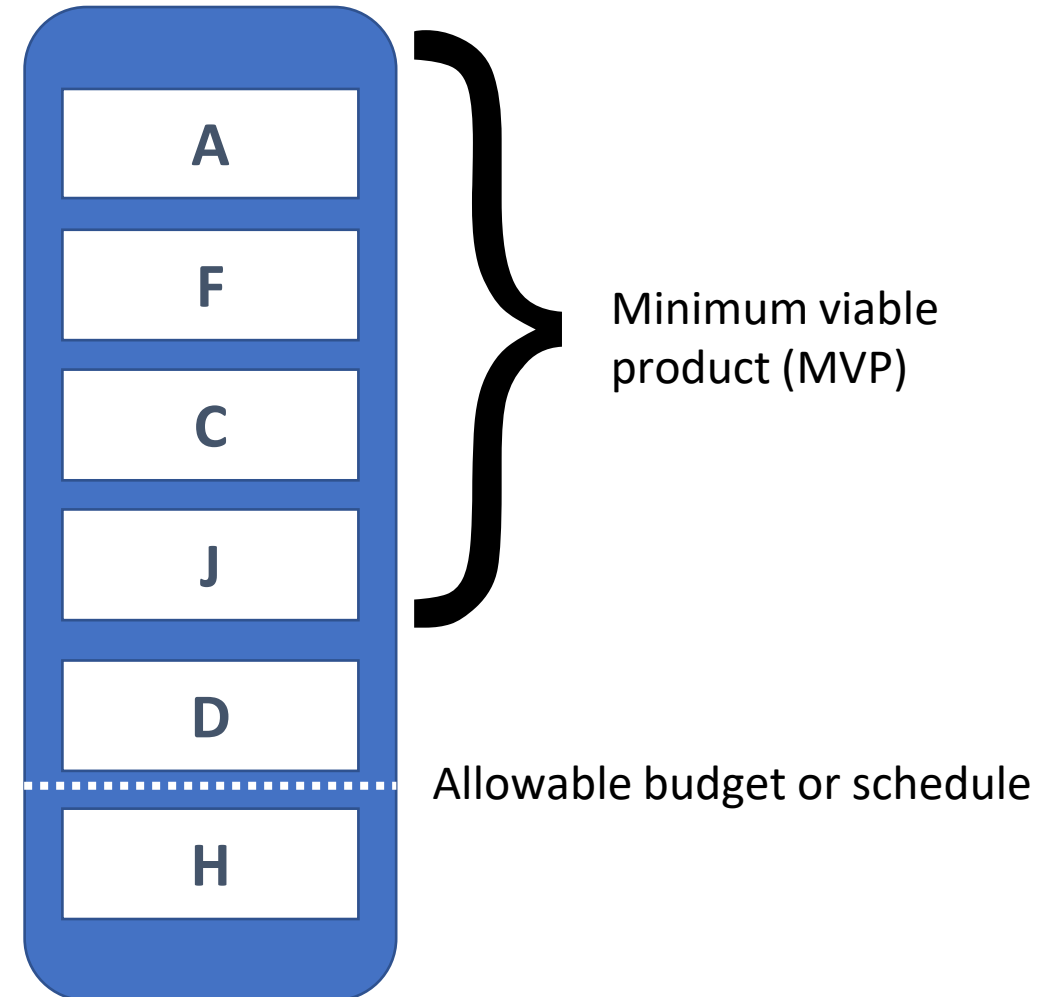 A
F
C
J
D
H
Minimum viable
product (MVP)
Allowable budget or schedule